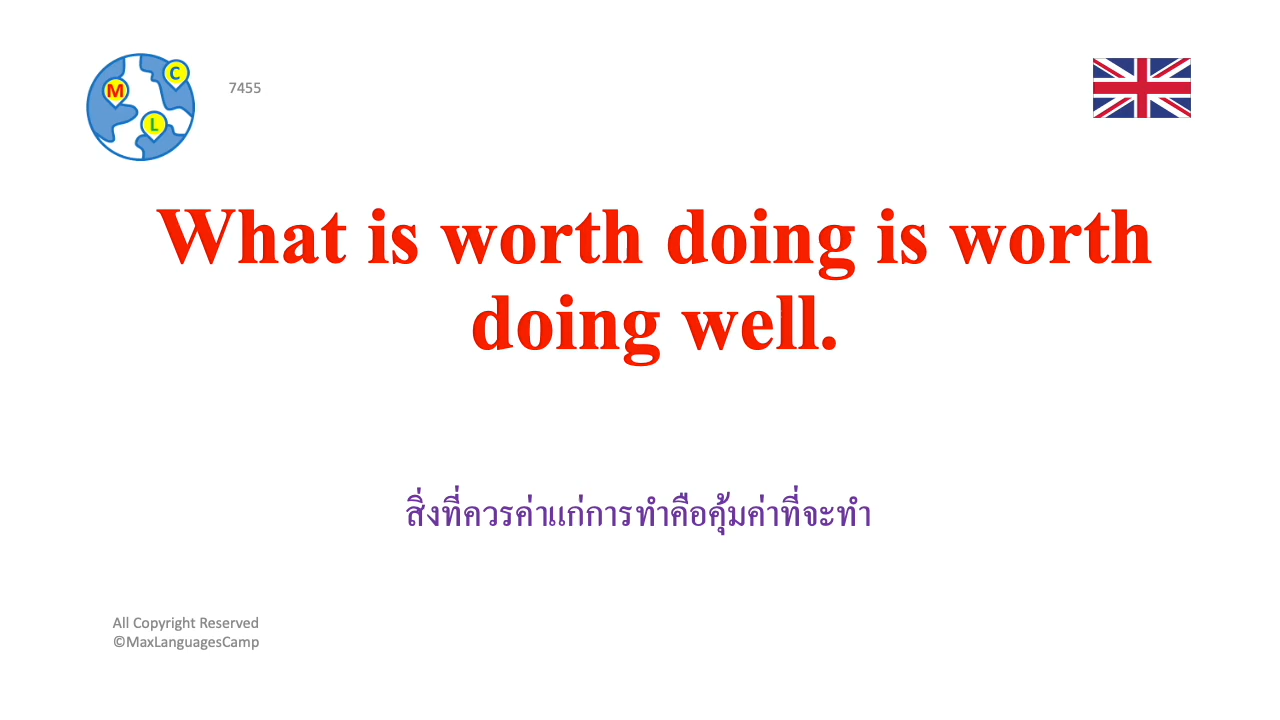 C
M
L
7455
What is worth doing is worth
doing well.
สิ่งที่ควรค่าแก่การทำคือคุ้มค่าที่จะทำ
All Copyright Reserved
©MaxLanguagesCamp